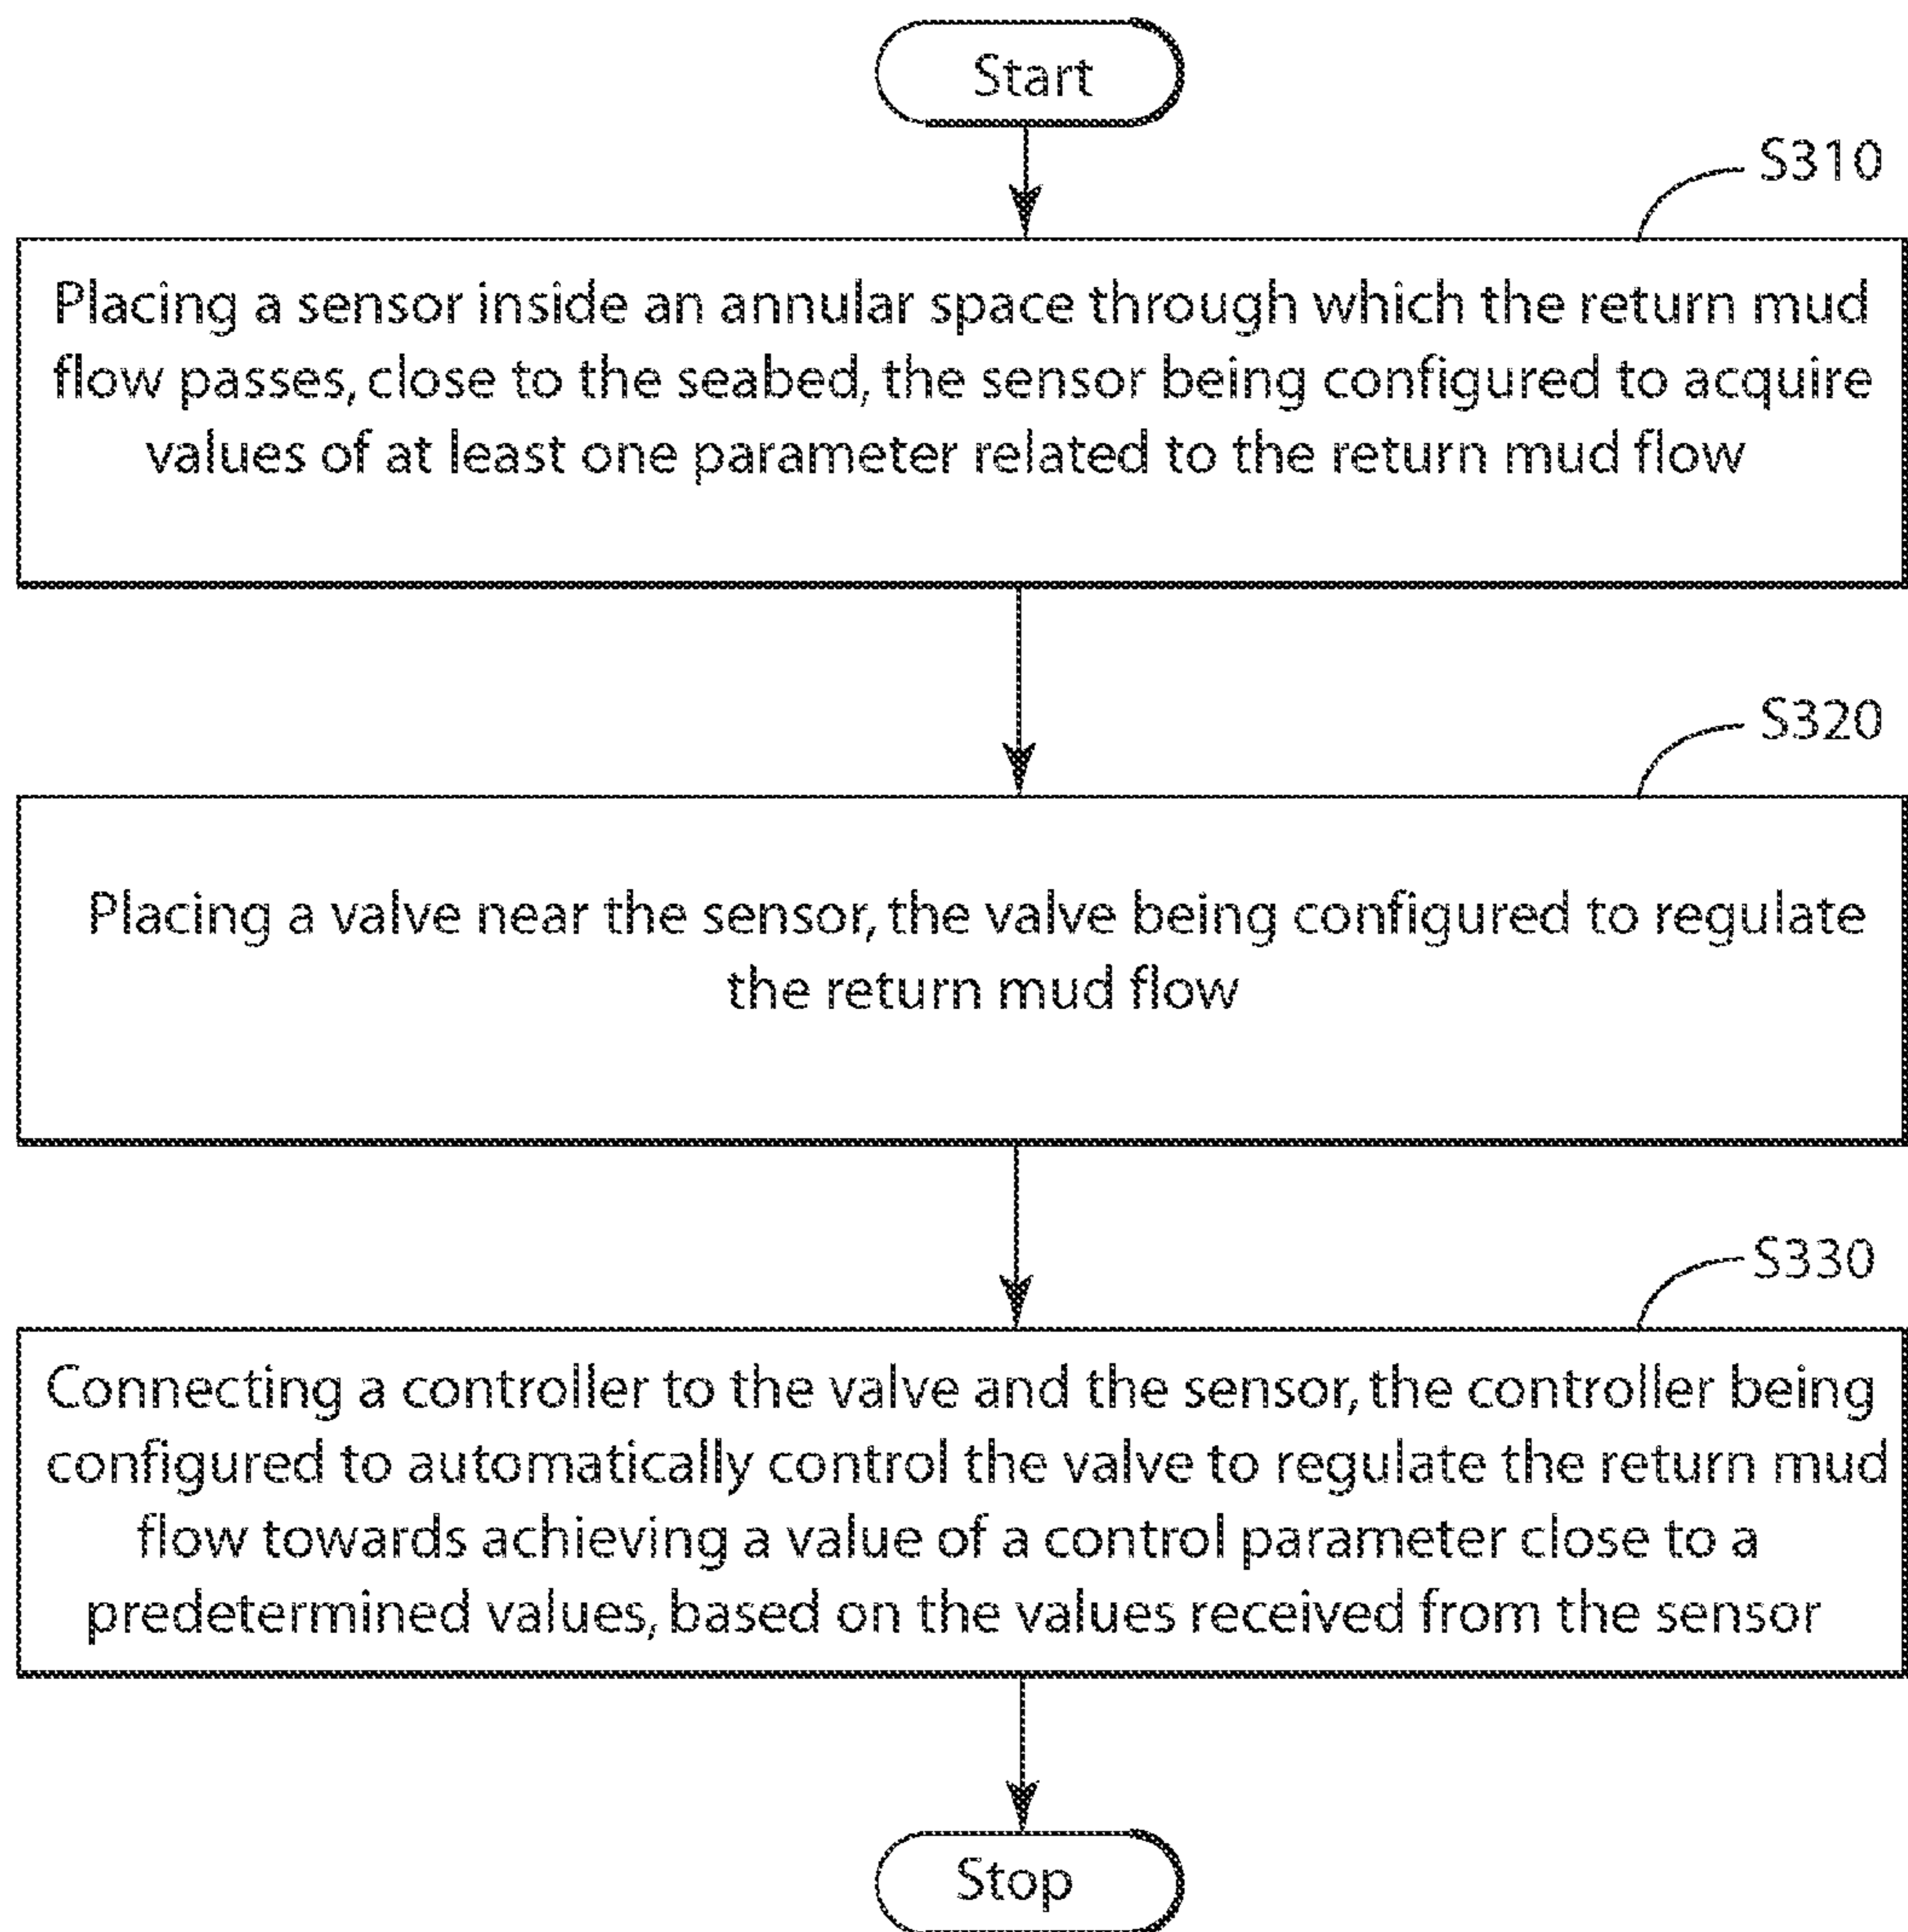 Start
S310
Placing a sensor inside an annular space through which the return mud
flow passes, close to the seabed, the sensor being configured to acquire
values of at least one parameter related to the return mud flow
S320
Placing a valve near the sensor, the valve being configured to regulate
the return mud flow
S330
Connecting a controller to the valve and the sensor, the controller being
configured to automatically control the valve to regulate the return mud
flow towards achieving a value of a control parameter close to a
predetermined values, based on the values received from the sensor
Stop